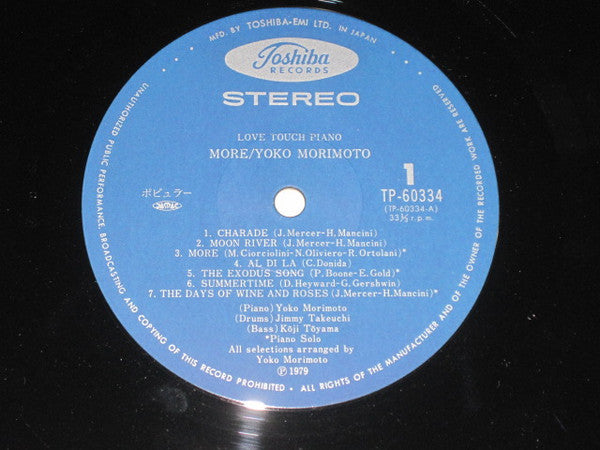 MFD. BY TOSHIBA-EMI LTD. IN JAPAN
Toshiba
RECORDS
STEREO
LOVE TOUCH PIANO
MORE/YOKO MORIMOTO
1
ポピュラー
TP-60334
(TP-60334-A)
33⅓ r.p.m.
1. CHARADE (J.Mercer-H.Mancini)
2. MOON RIVER (J.Mercer-H.Mancini)
3. MORE (M.Ciorciolini-N.Oliviero-R.Ortolani)*
4. AL DI LA (C.Donida)
5. THE EXODUS SONG (P.Boone-E.Gold)*
6. SUMMERTIME (D.Heyward-G.Gershwin)
7. THE DAYS OF WINE AND ROSES (J.Mercer-H.Mancini)*
(Piano) Yoko Morimoto
(Drums) Jimmy Takeuchi
(Bass) Kōji Tōyama
*Piano Solo
All selections arranged by
Yoko Morimoto
Ⓟ 1979
UNAUTHORIZED PUBLIC PERFORMANCE, BROADCASTING AND COPYING OF THIS RECORD PROHIBITED • ALL RIGHTS OF THE MANUFACTURER AND OF THE OWNER OF THE RECORDED WORK ARE RESERVED